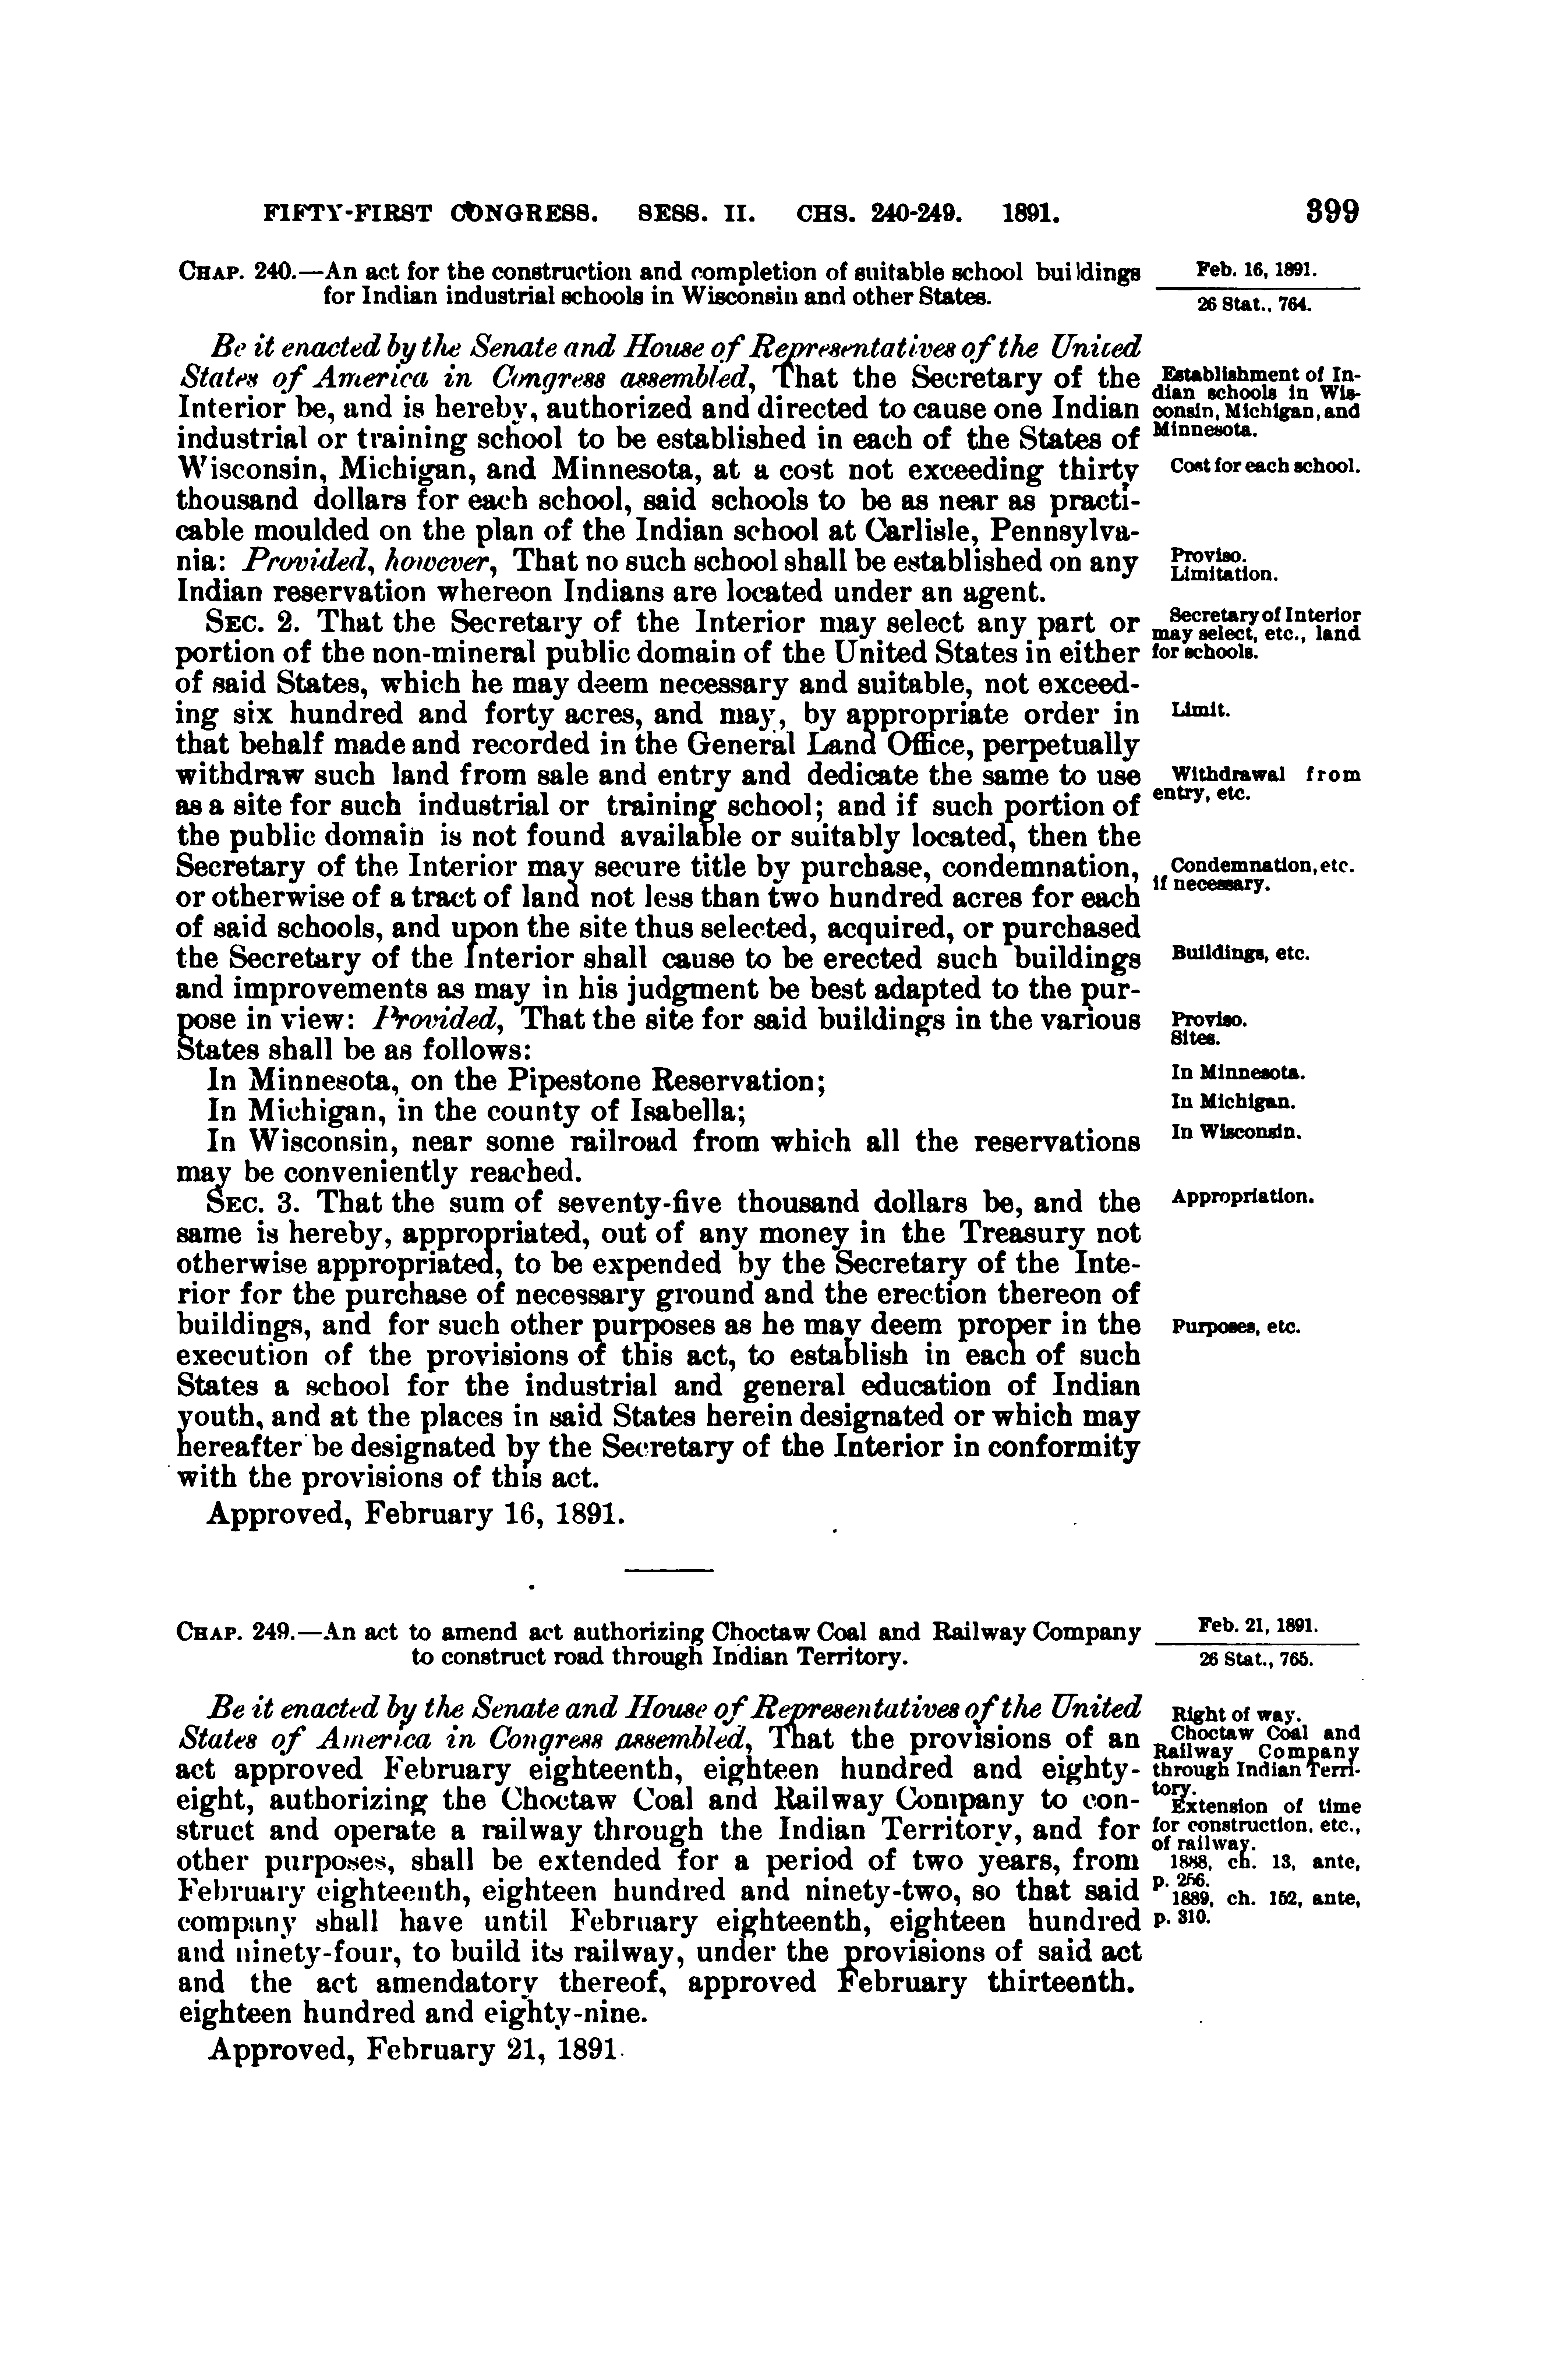 FIFTY-FIRST CONGRESS. SESS. II. CHS. 240-249. 1891. 399
CHAP. 240.—An act for the construction and completion of suitable school buildings
for Indian industrial schools in Wisconsin and other States.
Feb. 16, 1891.
26 Stat., 764.
Be it enacted by the Senate and House of Representatives of the United
States of America in Congress assembled, That the Secretary of the
Interior be, and is hereby, authorized and directed to cause one Indian
industrial or training school to be established in each of the States of
Wisconsin, Michigan, and Minnesota, at a cost not exceeding thirty
thousand dollars for each school, said schools to be as near as practi-
cable moulded on the plan of the Indian school at Carlisle, Pennsylva-
nia: Provided, however, That no such school shall be established on any
Indian reservation whereon Indians are located under an agent.
Establishment of In-
dian schools in Wis-
consin, Michigan, and
Minnesota.
Cost for each school.
Proviso.
Limitation.
SEC. 2. That the Secretary of the Interior may select any part or
portion of the non-mineral public domain of the United States in either
of said States, which he may deem necessary and suitable, not exceed-
ing six hundred and forty acres, and may, by appropriate order in
that behalf made and recorded in the General Land Office, perpetually
withdraw such land from sale and entry and dedicate the same to use
as a site for such industrial or training school; and if such portion of
the public domain is not found available or suitably located, then the
Secretary of the Interior may secure title by purchase, condemnation,
or otherwise of a tract of land not less than two hundred acres for each
of said schools, and upon the site thus selected, acquired, or purchased
the Secretary of the Interior shall cause to be erected such buildings
and improvements as may in his judgment be best adapted to the pur-
pose in view: Provided, That the site for said buildings in the various
States shall be as follows:
In Minnesota, on the Pipestone Reservation;
In Michigan, in the county of Isabella;
In Wisconsin, near some railroad from which all the reservations
may be conveniently reached.
Secretary of Interior
may select, etc., land
for schools.
Limit.
Withdrawal from
entry, etc.
Condemnation, etc.
if necessary.
Buildings, etc.
Proviso.
Sites.
In Minnesota.
In Michigan.
In Wisconsin.
SEC. 3. That the sum of seventy-five thousand dollars be, and the
same is hereby, appropriated, out of any money in the Treasury not
otherwise appropriated, to be expended by the Secretary of the Inte-
rior for the purchase of necessary ground and the erection thereon of
buildings, and for such other purposes as he may deem proper in the
execution of the provisions of this act, to establish in each of such
States a school for the industrial and general education of Indian
youth, and at the places in said States herein designated or which may
hereafter be designated by the Secretary of the Interior in conformity
with the provisions of this act.
Approved, February 16, 1891.
Appropriation.
Purposes, etc.
CHAP. 249.—An act to amend act authorizing Choctaw Coal and Railway Company
to construct road through Indian Territory.
Feb. 21, 1891.
26 Stat., 765.
Be it enacted by the Senate and House of Representatives of the United
States of America in Congress assembled, That the provisions of an
act approved February eighteenth, eighteen hundred and eighty-
eight, authorizing the Choctaw Coal and Railway Company to con-
struct and operate a railway through the Indian Territory, and for
other purposes, shall be extended for a period of two years, from
February eighteenth, eighteen hundred and ninety-two, so that said
company shall have until February eighteenth, eighteen hundred
and ninety-four, to build its railway, under the provisions of said act
and the act amendatory thereof, approved February thirteenth.
eighteen hundred and eighty-nine.
Approved, February 21, 1891.
Right of way.
Choctaw Coal and
Railway Company
through Indian Terri-
tory.
Extension of time
for construction, etc.,
of railway.
1888, ch. 13, ante,
p. 256.
1889, ch. 152, ante,
p. 310.